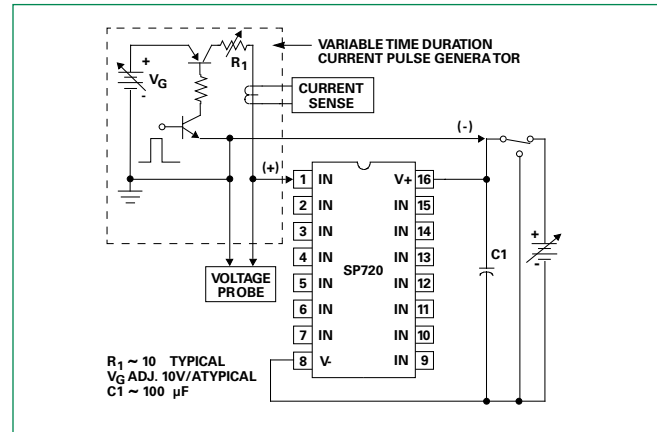 VARIABLE TIME DURATION
CURRENT PULSE GENERATOR
+
VG
-
R1
CURRENT
SENSE
(-)
(+)
1 IN V+ 16
2 IN IN 15
3 IN IN 14
4 IN IN 13
5 IN IN 12
6 IN IN 11
7 IN IN 10
8 V- IN 9
SP720
C1
+
-
VOLTAGE
PROBE
R1 ~ 10 TYPICAL
VG ADJ. 10V/ATYPICAL
C1 ~ 100 µF